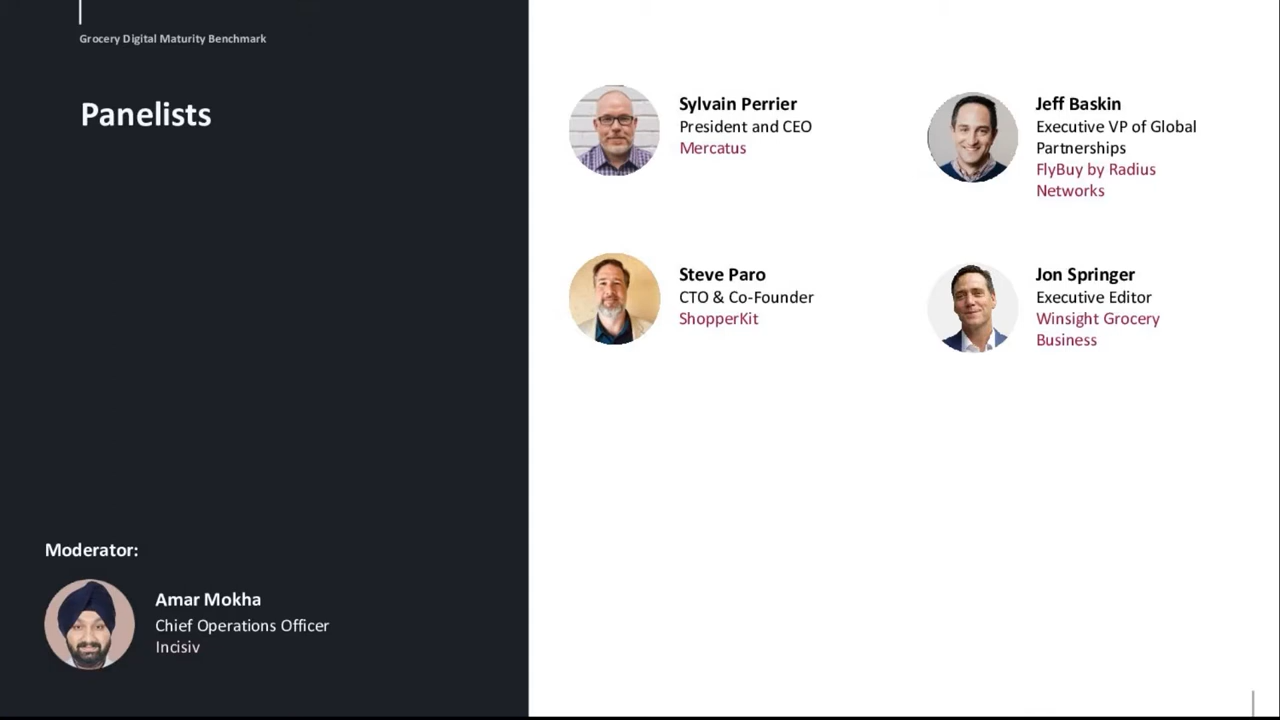 Grocery Digital Maturity Benchmark
Panelists
Sylvain Perrier
President and CEO
Mercatus
Jeff Baskin
Executive VP of Global
Partnerships
FlyBuy by Radius
Networks
Steve Paro
CTO & Co-Founder
ShopperKit
Jon Springer
Executive Editor
Winsight Grocery
Business
Moderator:
Amar Mokha
Chief Operations Officer
Incisiv